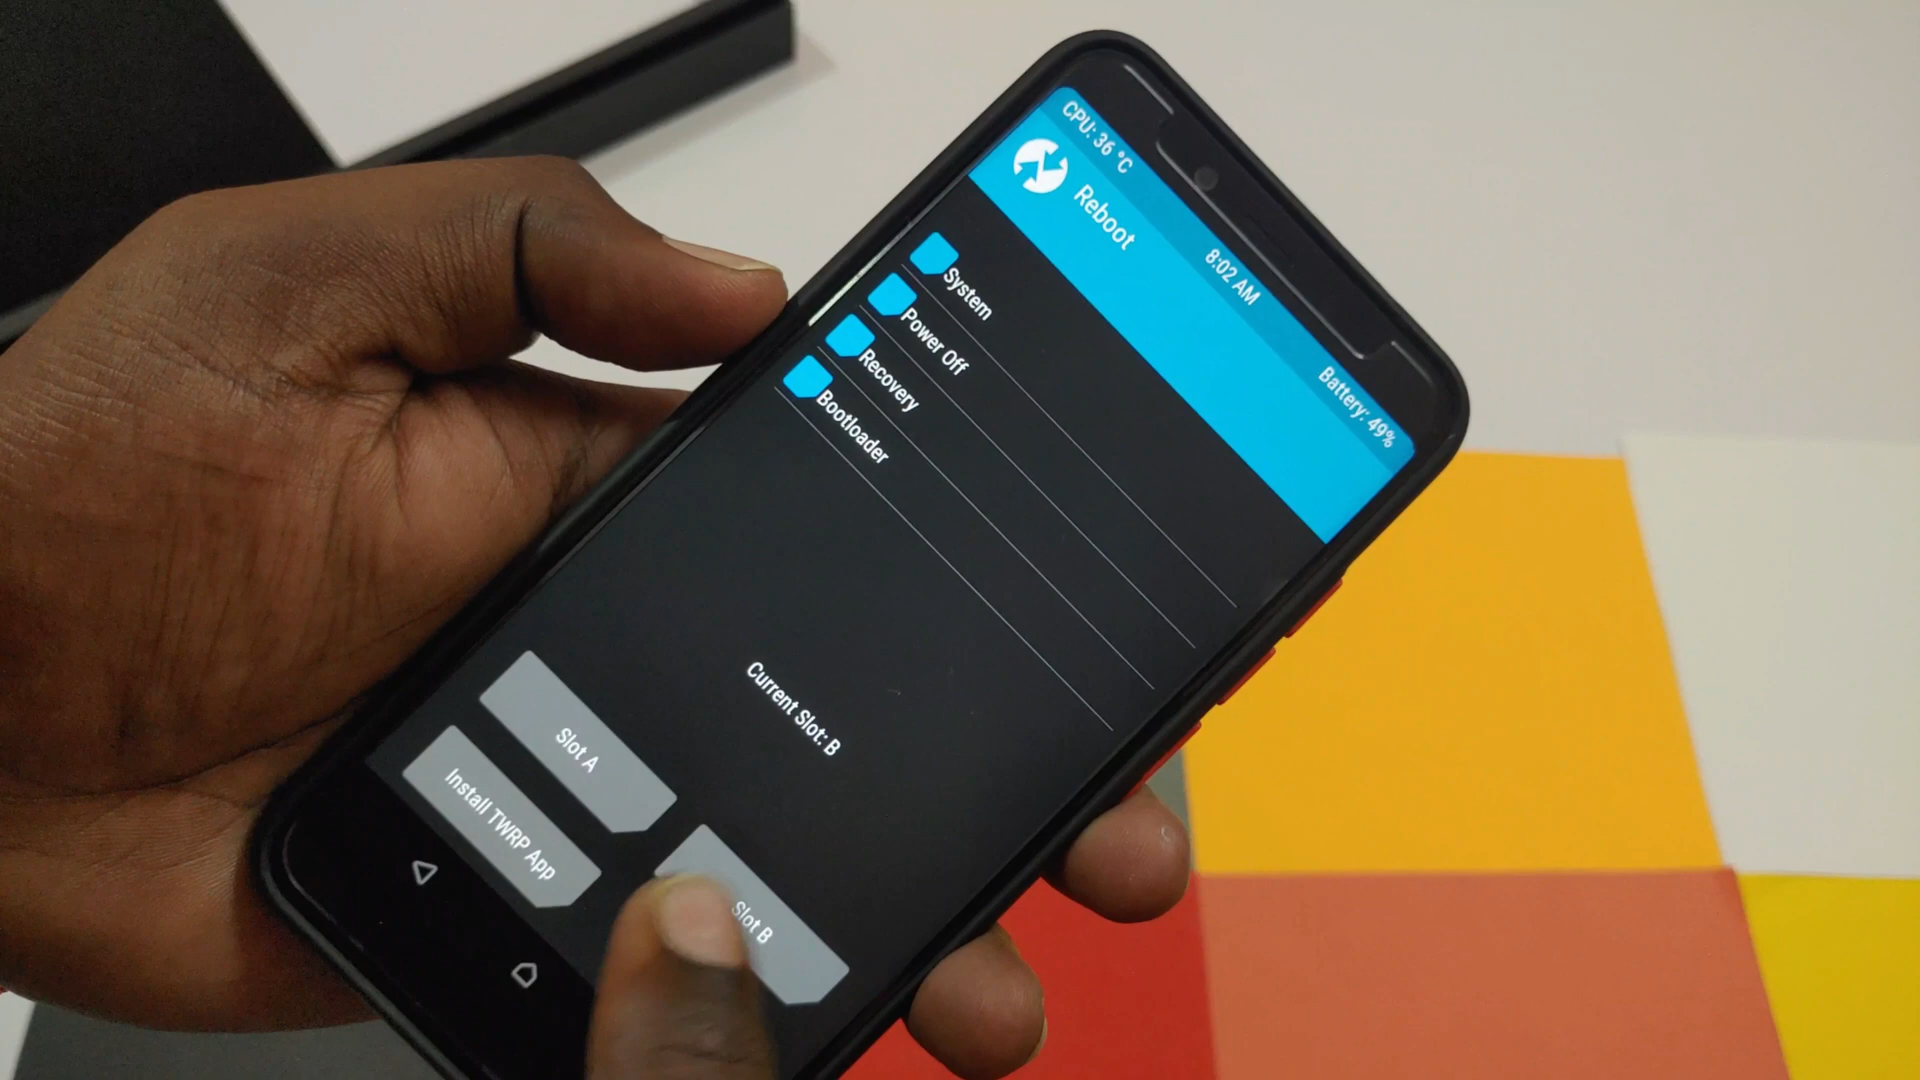 CPU: 36 °C
8:02 AM
Battery: 49%
Reboot
System
Power Off
Recovery
Bootloader
Current Slot: B
Slot A
Slot B
Install TWRP App